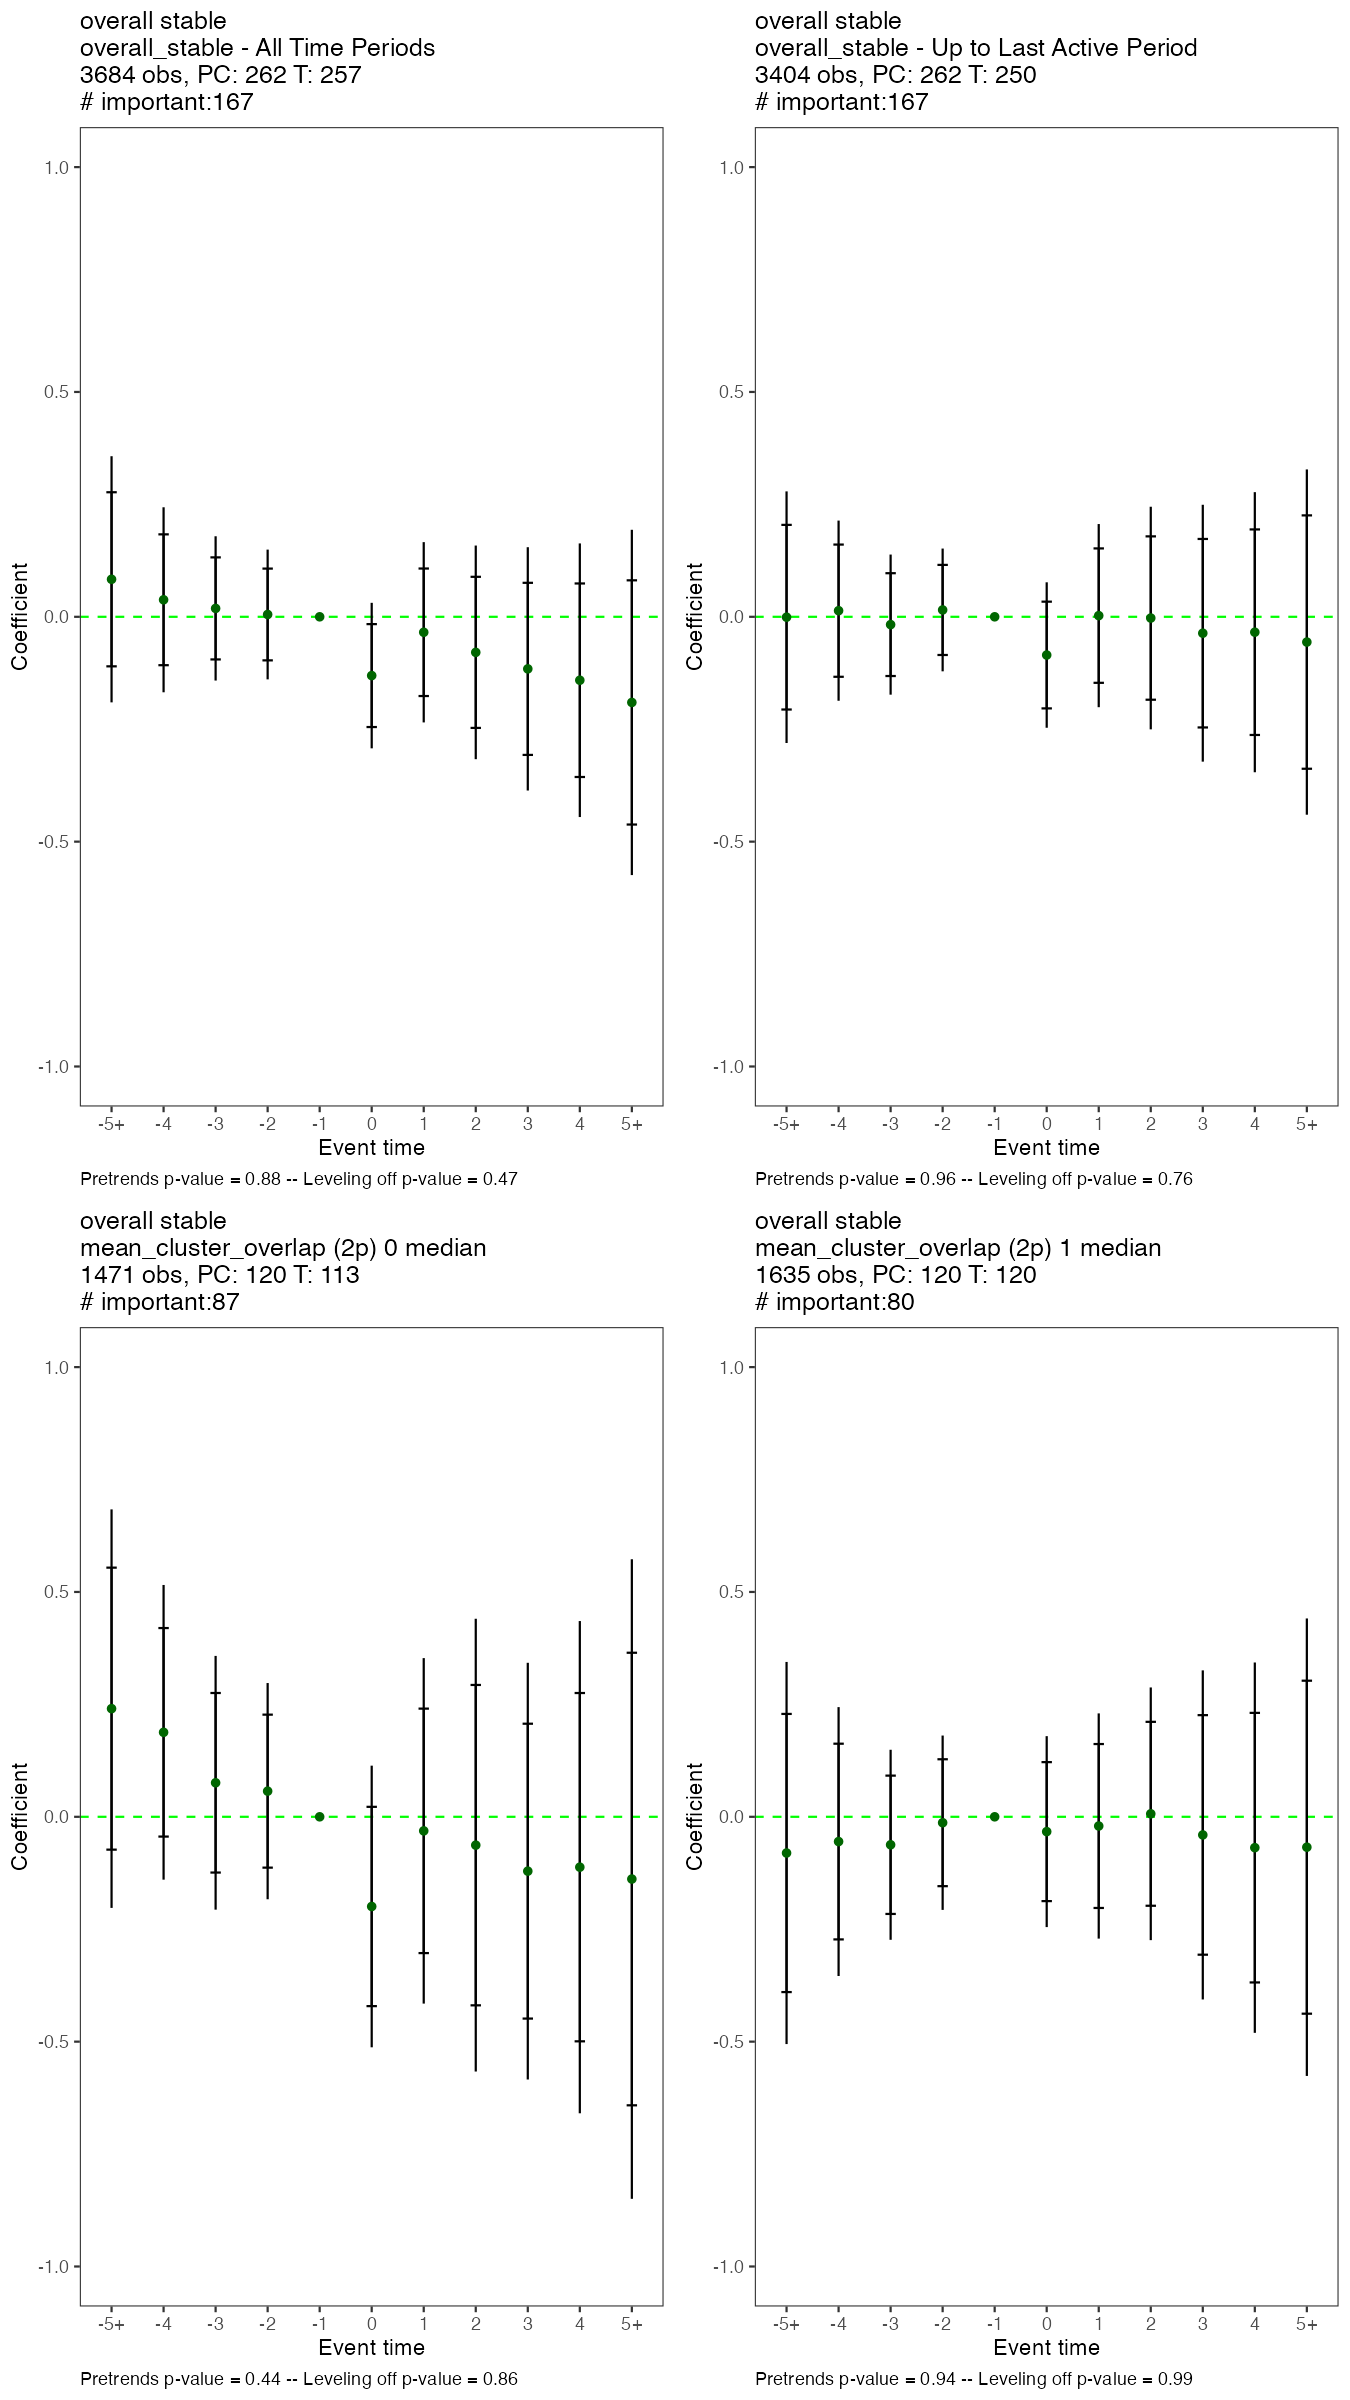 overall stable
overall_stable - All Time Periods
3684 obs, PC: 262 T: 257
# important:167
1.0
0.5
0.0
-0.5
-1.0
Coefficient
-5+ -4 -3 -2 -1 0 1 2 3 4 5+
Event time
Pretrends p-value = 0.88 -- Leveling off p-value = 0.47
overall stable
overall_stable - Up to Last Active Period
3404 obs, PC: 262 T: 250
# important:167
1.0
0.5
0.0
-0.5
-1.0
Coefficient
-5+ -4 -3 -2 -1 0 1 2 3 4 5+
Event time
Pretrends p-value = 0.96 -- Leveling off p-value = 0.76
overall stable
mean_cluster_overlap (2p) 0 median
1471 obs, PC: 120 T: 113
# important:87
1.0
0.5
0.0
-0.5
-1.0
Coefficient
-5+ -4 -3 -2 -1 0 1 2 3 4 5+
Event time
Pretrends p-value = 0.44 -- Leveling off p-value = 0.86
overall stable
mean_cluster_overlap (2p) 1 median
1635 obs, PC: 120 T: 120
# important:80
1.0
0.5
0.0
-0.5
-1.0
Coefficient
-5+ -4 -3 -2 -1 0 1 2 3 4 5+
Event time
Pretrends p-value = 0.94 -- Leveling off p-value = 0.99